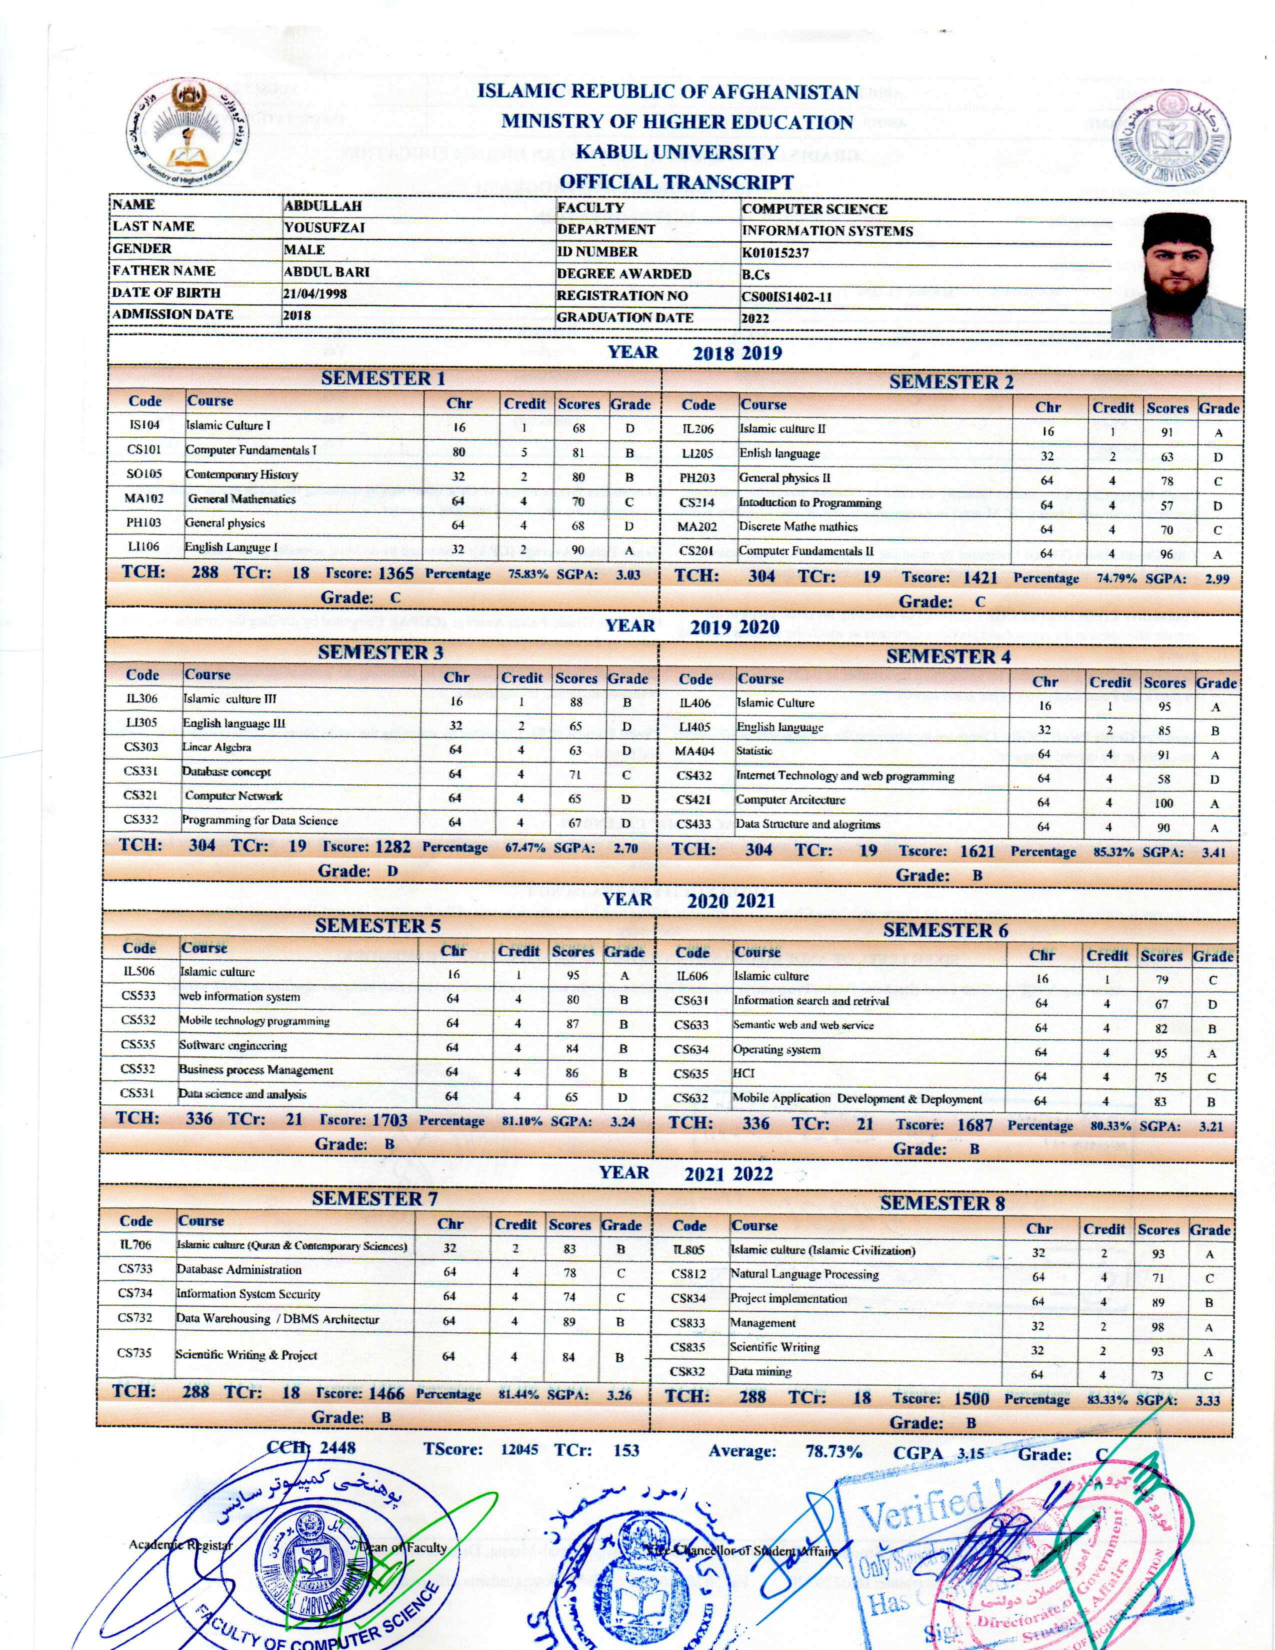 ISLAMIC REPUBLIC OF AFGHANISTAN
MINISTRY OF HIGHER EDUCATION
KABUL UNIVERSITY
OFFICIAL TRANSCRIPT
Ministry of Higher Education
NAME ABDULLAH FACULTY COMPUTER SCIENCE
LAST NAME YOUSUFZAI DEPARTMENT INFORMATION SYSTEMS
GENDER MALE ID NUMBER K01015237
FATHER NAME ABDUL BARI DEGREE AWARDED B.Cs
DATE OF BIRTH 21/04/1998 REGISTRATION NO CS00IS1402-11
ADMISSION DATE 2018 GRADUATION DATE 2022
YEAR 2018 2019
SEMESTER 1
Code Course Chr Credit Scores Grade
IS104 Islamic Culture I 16 1 68 D
CS101 Computer Fundamentals I 80 5 81 B
SO105 Contemporary History 32 2 80 B
MA102 General Mathematics 64 4 70 C
PH103 General physics 64 4 68 D
LI106 English Languge I 32 2 90 A
TCH: 288 TCr: 18 Tscore: 1365 Percentage 75.83% SGPA: 3.03
Grade: C
SEMESTER 2
Code Course Chr Credit Scores Grade
IL206 Islamic culture II 16 1 91 A
LI205 Enlish language 32 2 63 D
PH203 General physics II 64 4 78 C
CS214 Intoduction to Programming 64 4 57 D
MA202 Discrete Mathe mathics 64 4 70 C
CS201 Computer Fundamentals II 64 4 96 A
TCH: 304 TCr: 19 Tscore: 1421 Percentage 74.79% SGPA: 2.99
Grade: C
YEAR 2019 2020
SEMESTER 3
Code Course Chr Credit Scores Grade
IL306 Islamic culture III 16 1 88 B
LI305 English language III 32 2 65 D
CS303 Linear Algebra 64 4 63 D
CS331 Database concept 64 4 71 C
CS321 Computer Network 64 4 65 D
CS332 Programming for Data Science 64 4 67 D
TCH: 304 TCr: 19 Tscore: 1282 Percentage 67.47% SGPA: 2.70
Grade: D
SEMESTER 4
Code Course Chr Credit Scores Grade
IL406 Islamic Culture 16 1 95 A
LI405 English language 32 2 85 B
MA404 Statistic 64 4 91 A
CS432 Internet Technology and web programming 64 4 58 D
CS421 Computer Arcitecture 64 4 100 A
CS433 Data Structure and alogritms 64 4 90 A
TCH: 304 TCr: 19 Tscore: 1621 Percentage 85.32% SGPA: 3.41
Grade: B
YEAR 2020 2021
SEMESTER 5
Code Course Chr Credit Scores Grade
IL506 Islamic culture 16 1 95 A
CS533 web information system 64 4 80 B
CS532 Mobile technology programming 64 4 87 B
CS535 Software engineering 64 4 84 B
CS532 Business process Management 64 4 86 B
CS531 Data science and analysis 64 4 65 D
TCH: 336 TCr: 21 Tscore: 1703 Percentage 81.10% SGPA: 3.24
Grade: B
SEMESTER 6
Code Course Chr Credit Scores Grade
IL606 Islamic culture 16 1 79 C
CS631 Information search and retrival 64 4 67 D
CS633 Semantic web and web service 64 4 82 B
CS634 Operating system 64 4 95 A
CS635 HCI 64 4 75 C
CS632 Mobile Application Development & Deployment 64 4 83 B
TCH: 336 TCr: 21 Tscore: 1687 Percentage 80.33% SGPA: 3.21
Grade: B
YEAR 2021 2022
SEMESTER 7
Code Course Chr Credit Scores Grade
IL706 Islamic culture (Quran & Contemporary Sciences) 32 2 83 B
CS733 Database Administration 64 4 78 C
CS734 Information System Security 64 4 74 C
CS732 Data Warehousing / DBMS Architectur 64 4 89 B
CS735 Scientific Writing & Project 64 4 84 B
TCH: 288 TCr: 18 Tscore: 1466 Percentage 81.44% SGPA: 3.26
Grade: B
SEMESTER 8
Code Course Chr Credit Scores Grade
IL805 Islamic culture (Islamic Civilization) 32 2 93 A
CS812 Natural Language Processing 64 4 71 C
CS834 Project implementation 64 4 89 B
CS833 Management 32 2 98 A
CS835 Scientific Writing 32 2 93 A
CS832 Data mining 64 4 73 C
TCH: 288 TCr: 18 Tscore: 1500 Percentage 83.33% SGPA: 3.33
Grade: B
CCH: 2448 TScore: 12045 TCr: 153 Average: 78.73% CGPA 3.15 Grade: C
Academic Registar Dean of Faculty Vice-Chancellor of Student Affairs
پوهنځی کمپیوتر ساینس
FACULTY OF COMPUTER SCIENCE
Verified !
Only
Has
Directorate of Government
Student's Affairs